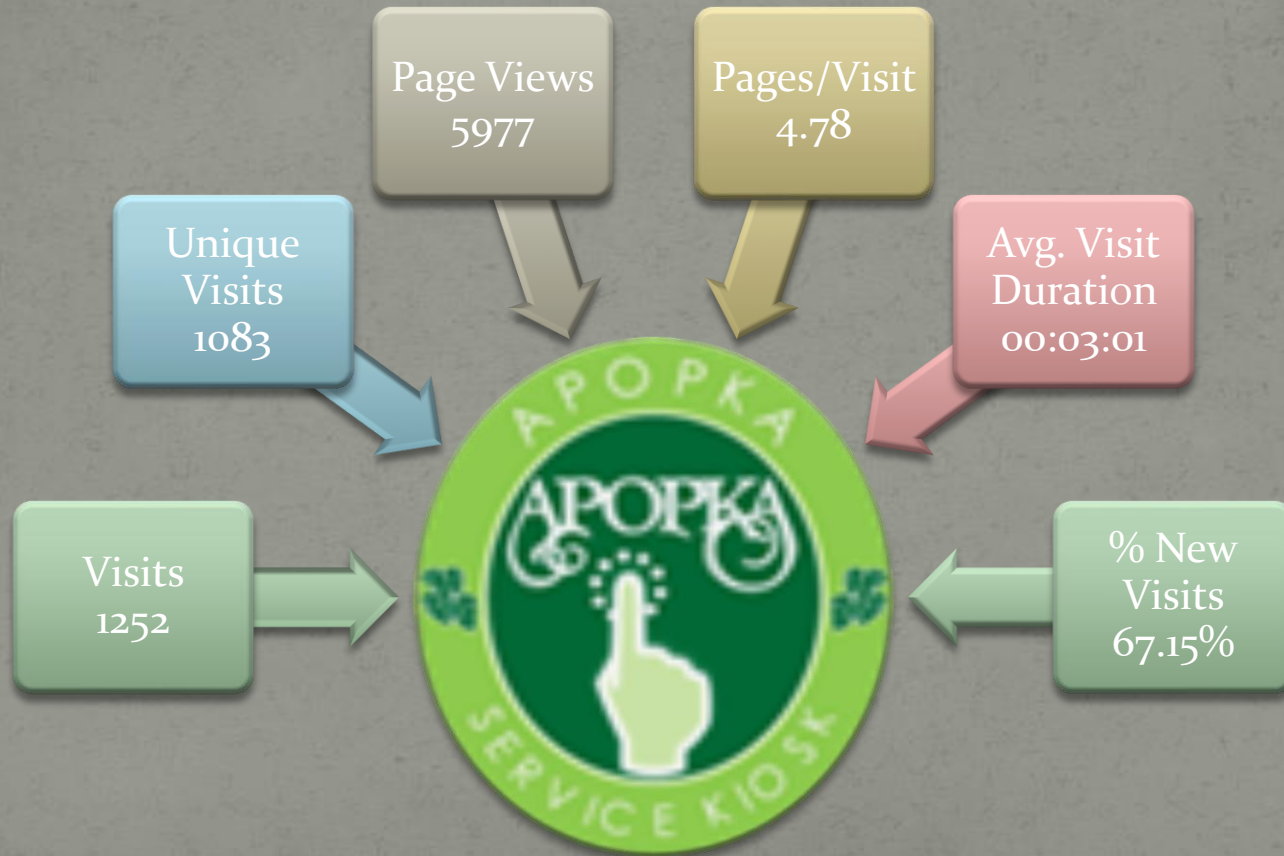 Page Views
5977
Pages/Visit
4.78
Unique
Visits
1083
Avg. Visit
Duration
00:03:01
Visits
1252
% New
Visits
67.15%
APOPKA
APOPKA
SERVICE KIOSK